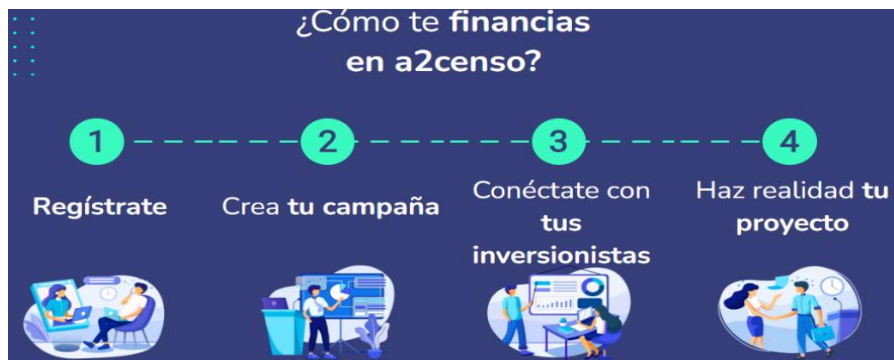 ¿Cómo te financias
en a2censo?
1
2
3
4
Regístrate
Crea tu campaña
Conéctate con
tus
inversionistas
Haz realidad tu
proyecto